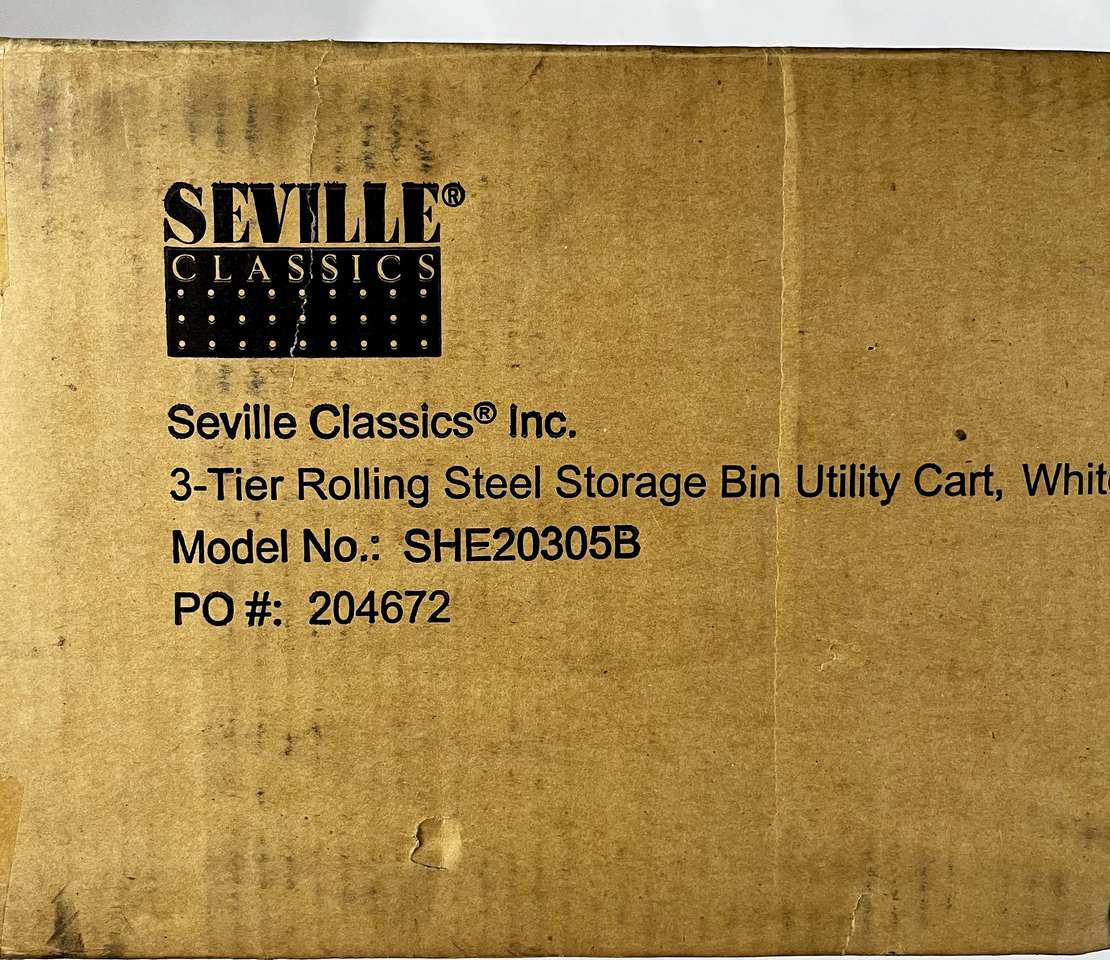 SEVILLE®
CLASSICS
Seville Classics® Inc.
3-Tier Rolling Steel Storage Bin Utility Cart, White
Model No.: SHE20305B
PO #: 204672